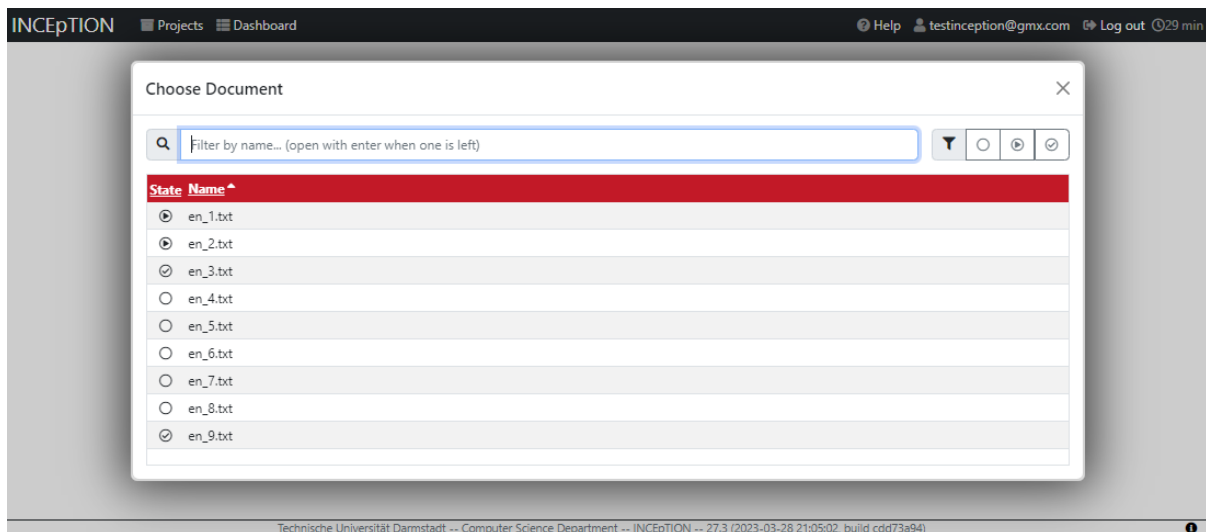 INCEpTION Projects Dashboard Help testinception@gmx.com Log out 29 min
Choose Document
Filter by name... (open with enter when one is left)
State Name
en_1.txt
en_2.txt
en_3.txt
en_4.txt
en_5.txt
en_6.txt
en_7.txt
en_8.txt
en_9.txt
Technische Universität Darmstadt -- Computer Science Department -- INCEpTION -- 27.3 (2023-03-28 21:05:02, build cdd73a94)